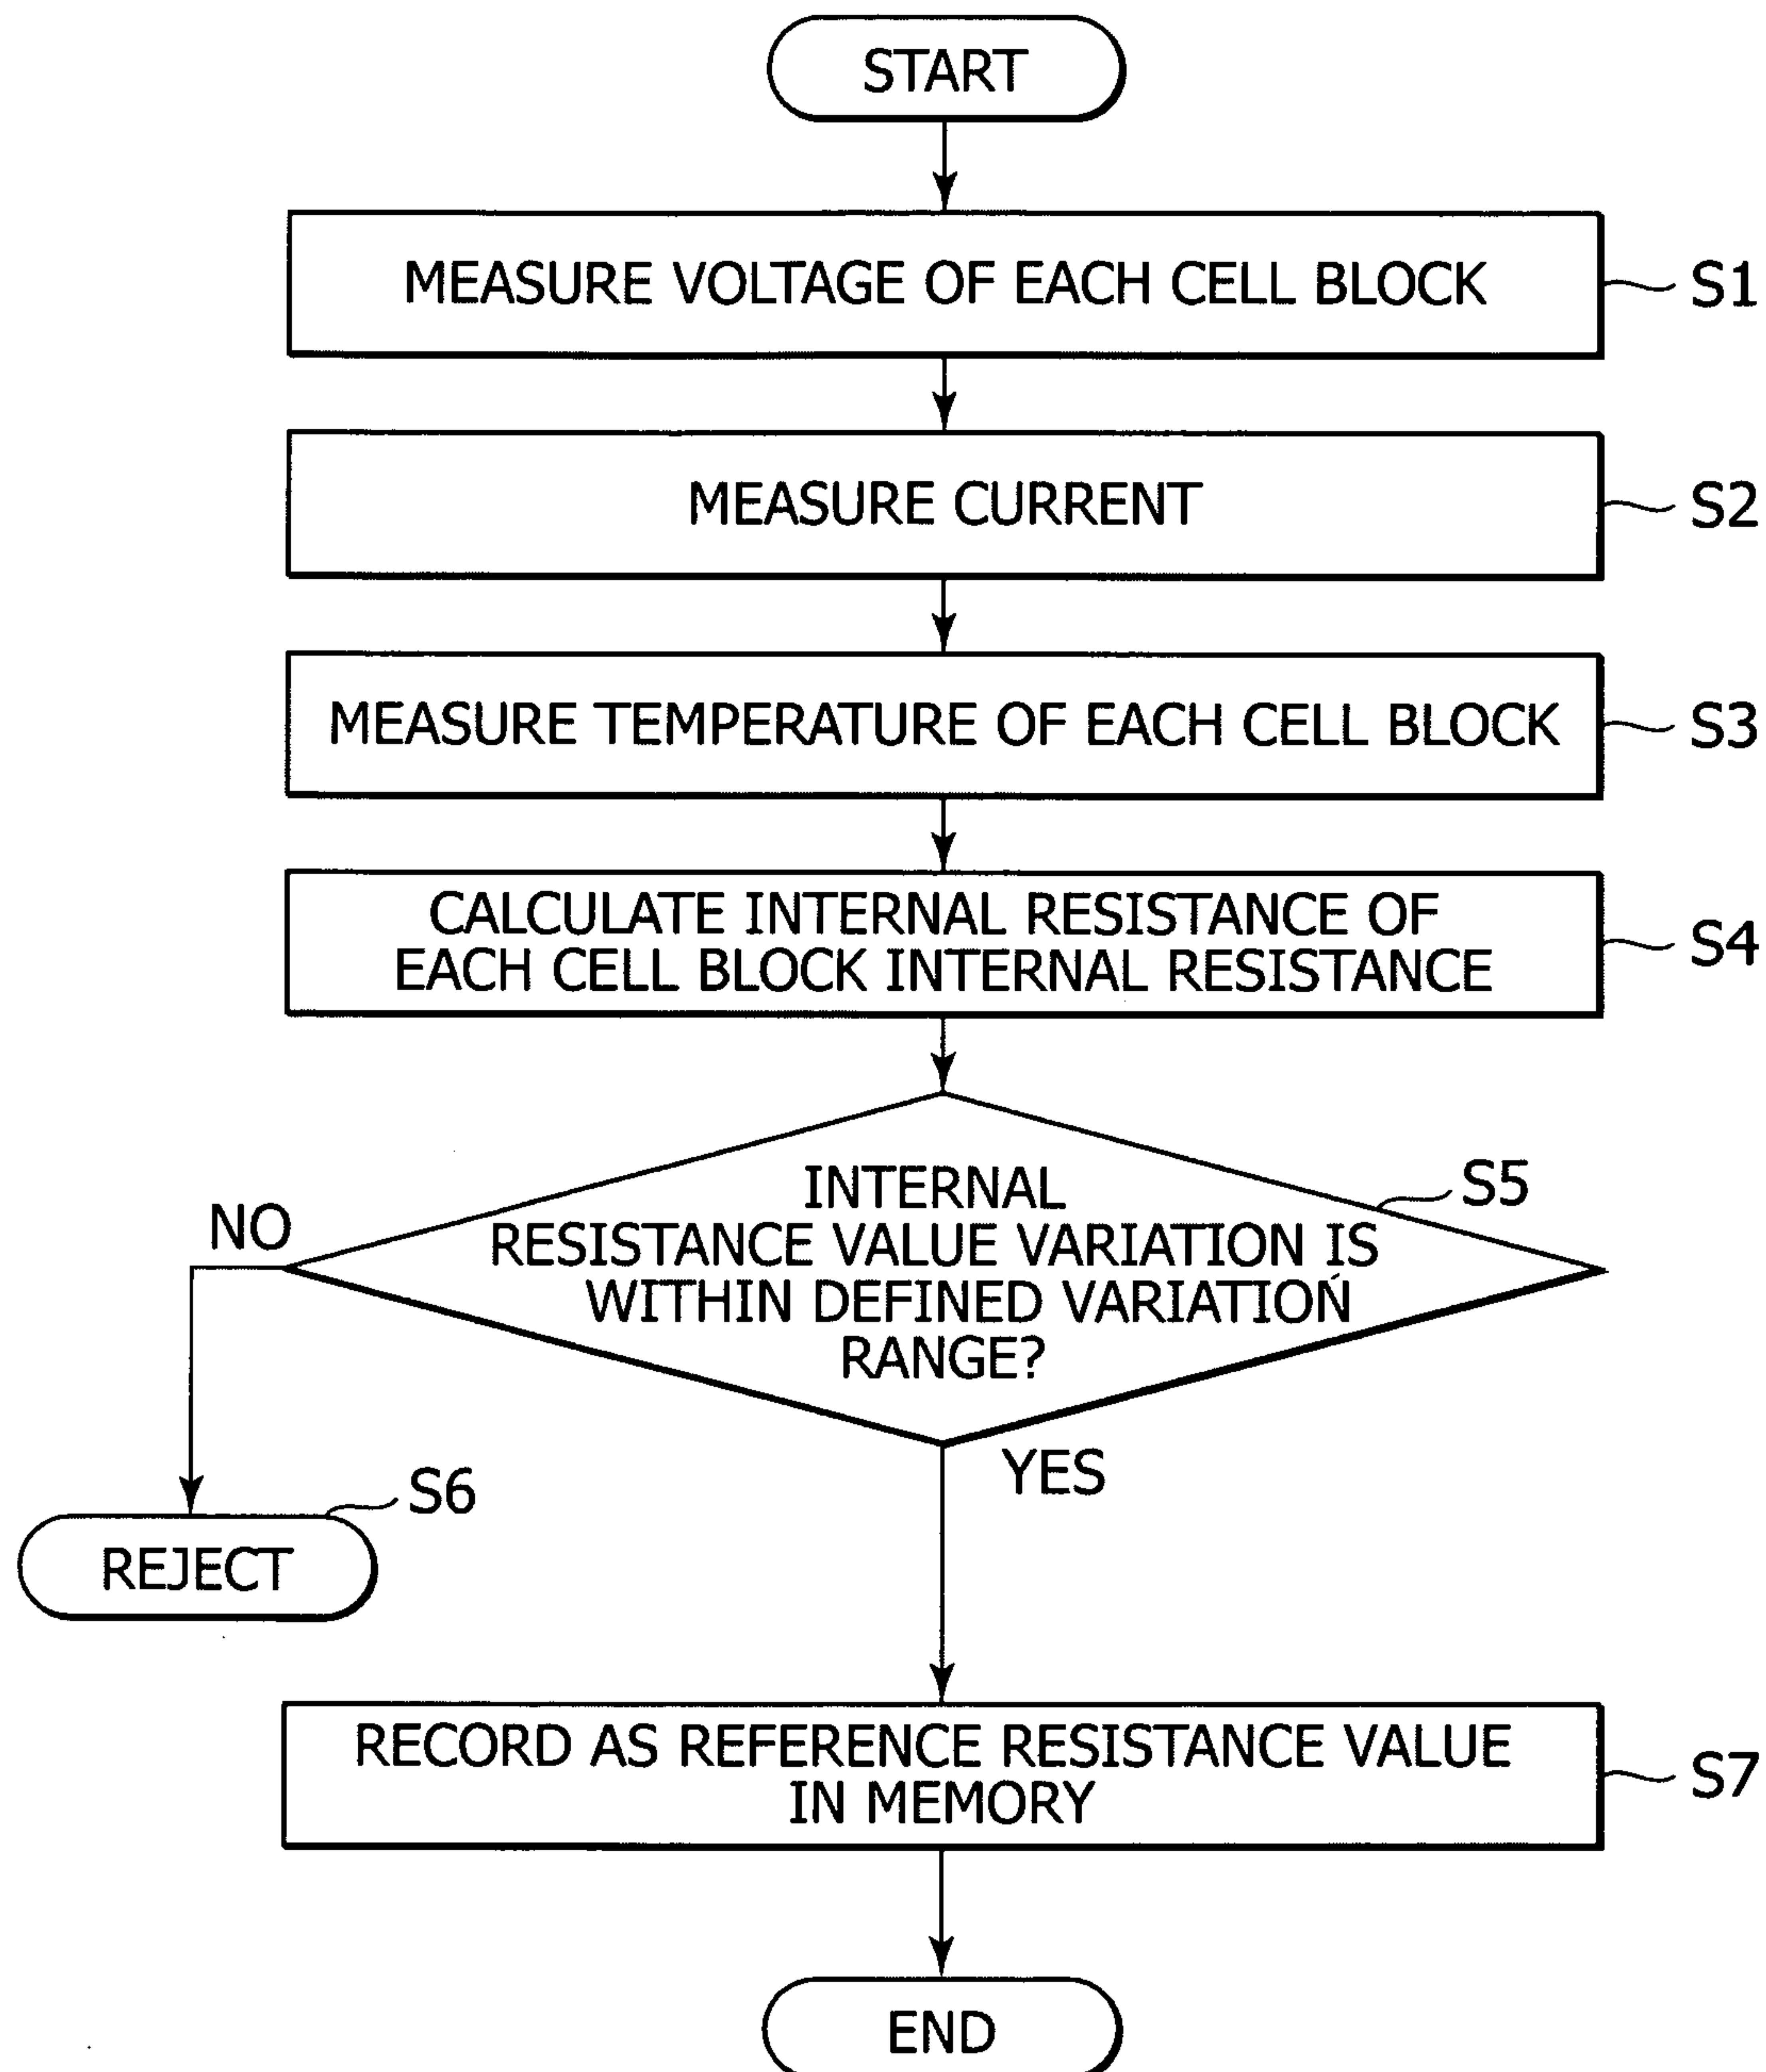 START
MEASURE VOLTAGE OF EACH CELL BLOCK
S1
MEASURE CURRENT
S2
MEASURE TEMPERATURE OF EACH CELL BLOCK
S3
CALCULATE INTERNAL RESISTANCE OF
EACH CELL BLOCK INTERNAL RESISTANCE
S4
INTERNAL
RESISTANCE VALUE VARIATION IS
WITHIN DEFINED VARIATION
RANGE?
S5
NO
YES
REJECT
S6
RECORD AS REFERENCE RESISTANCE VALUE
IN MEMORY
S7
END